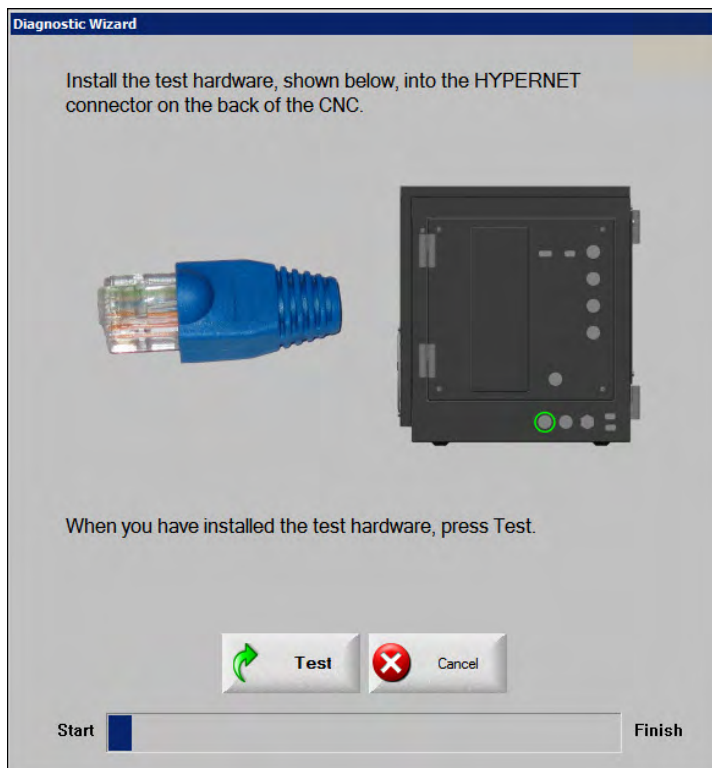 Diagnostic Wizard
Install the test hardware, shown below, into the HYPERNET
connector on the back of the CNC.
When you have installed the test hardware, press Test.
Test
Cancel
Start
Finish